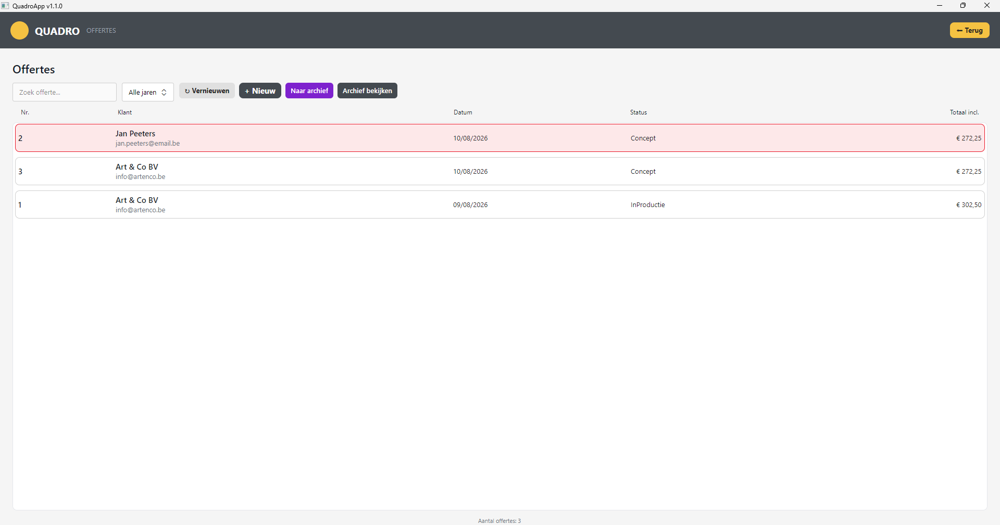 QuadroApp v1.1.0
QUADRO OFFERTES
← Terug
Offertes
Zoek offerte...
Alle jaren
↻ Vernieuwen
+ Nieuw
Naar archief
Archief bekijken
Nr. Klant Datum Status Totaal incl.
2 Jan Peeters 10/08/2026 Concept € 272,25
jan.peeters@email.be
3 Art & Co BV 10/08/2026 Concept € 272,25
info@artenco.be
1 Art & Co BV 09/08/2026 InProductie € 302,50
info@artenco.be
Aantal offertes: 3